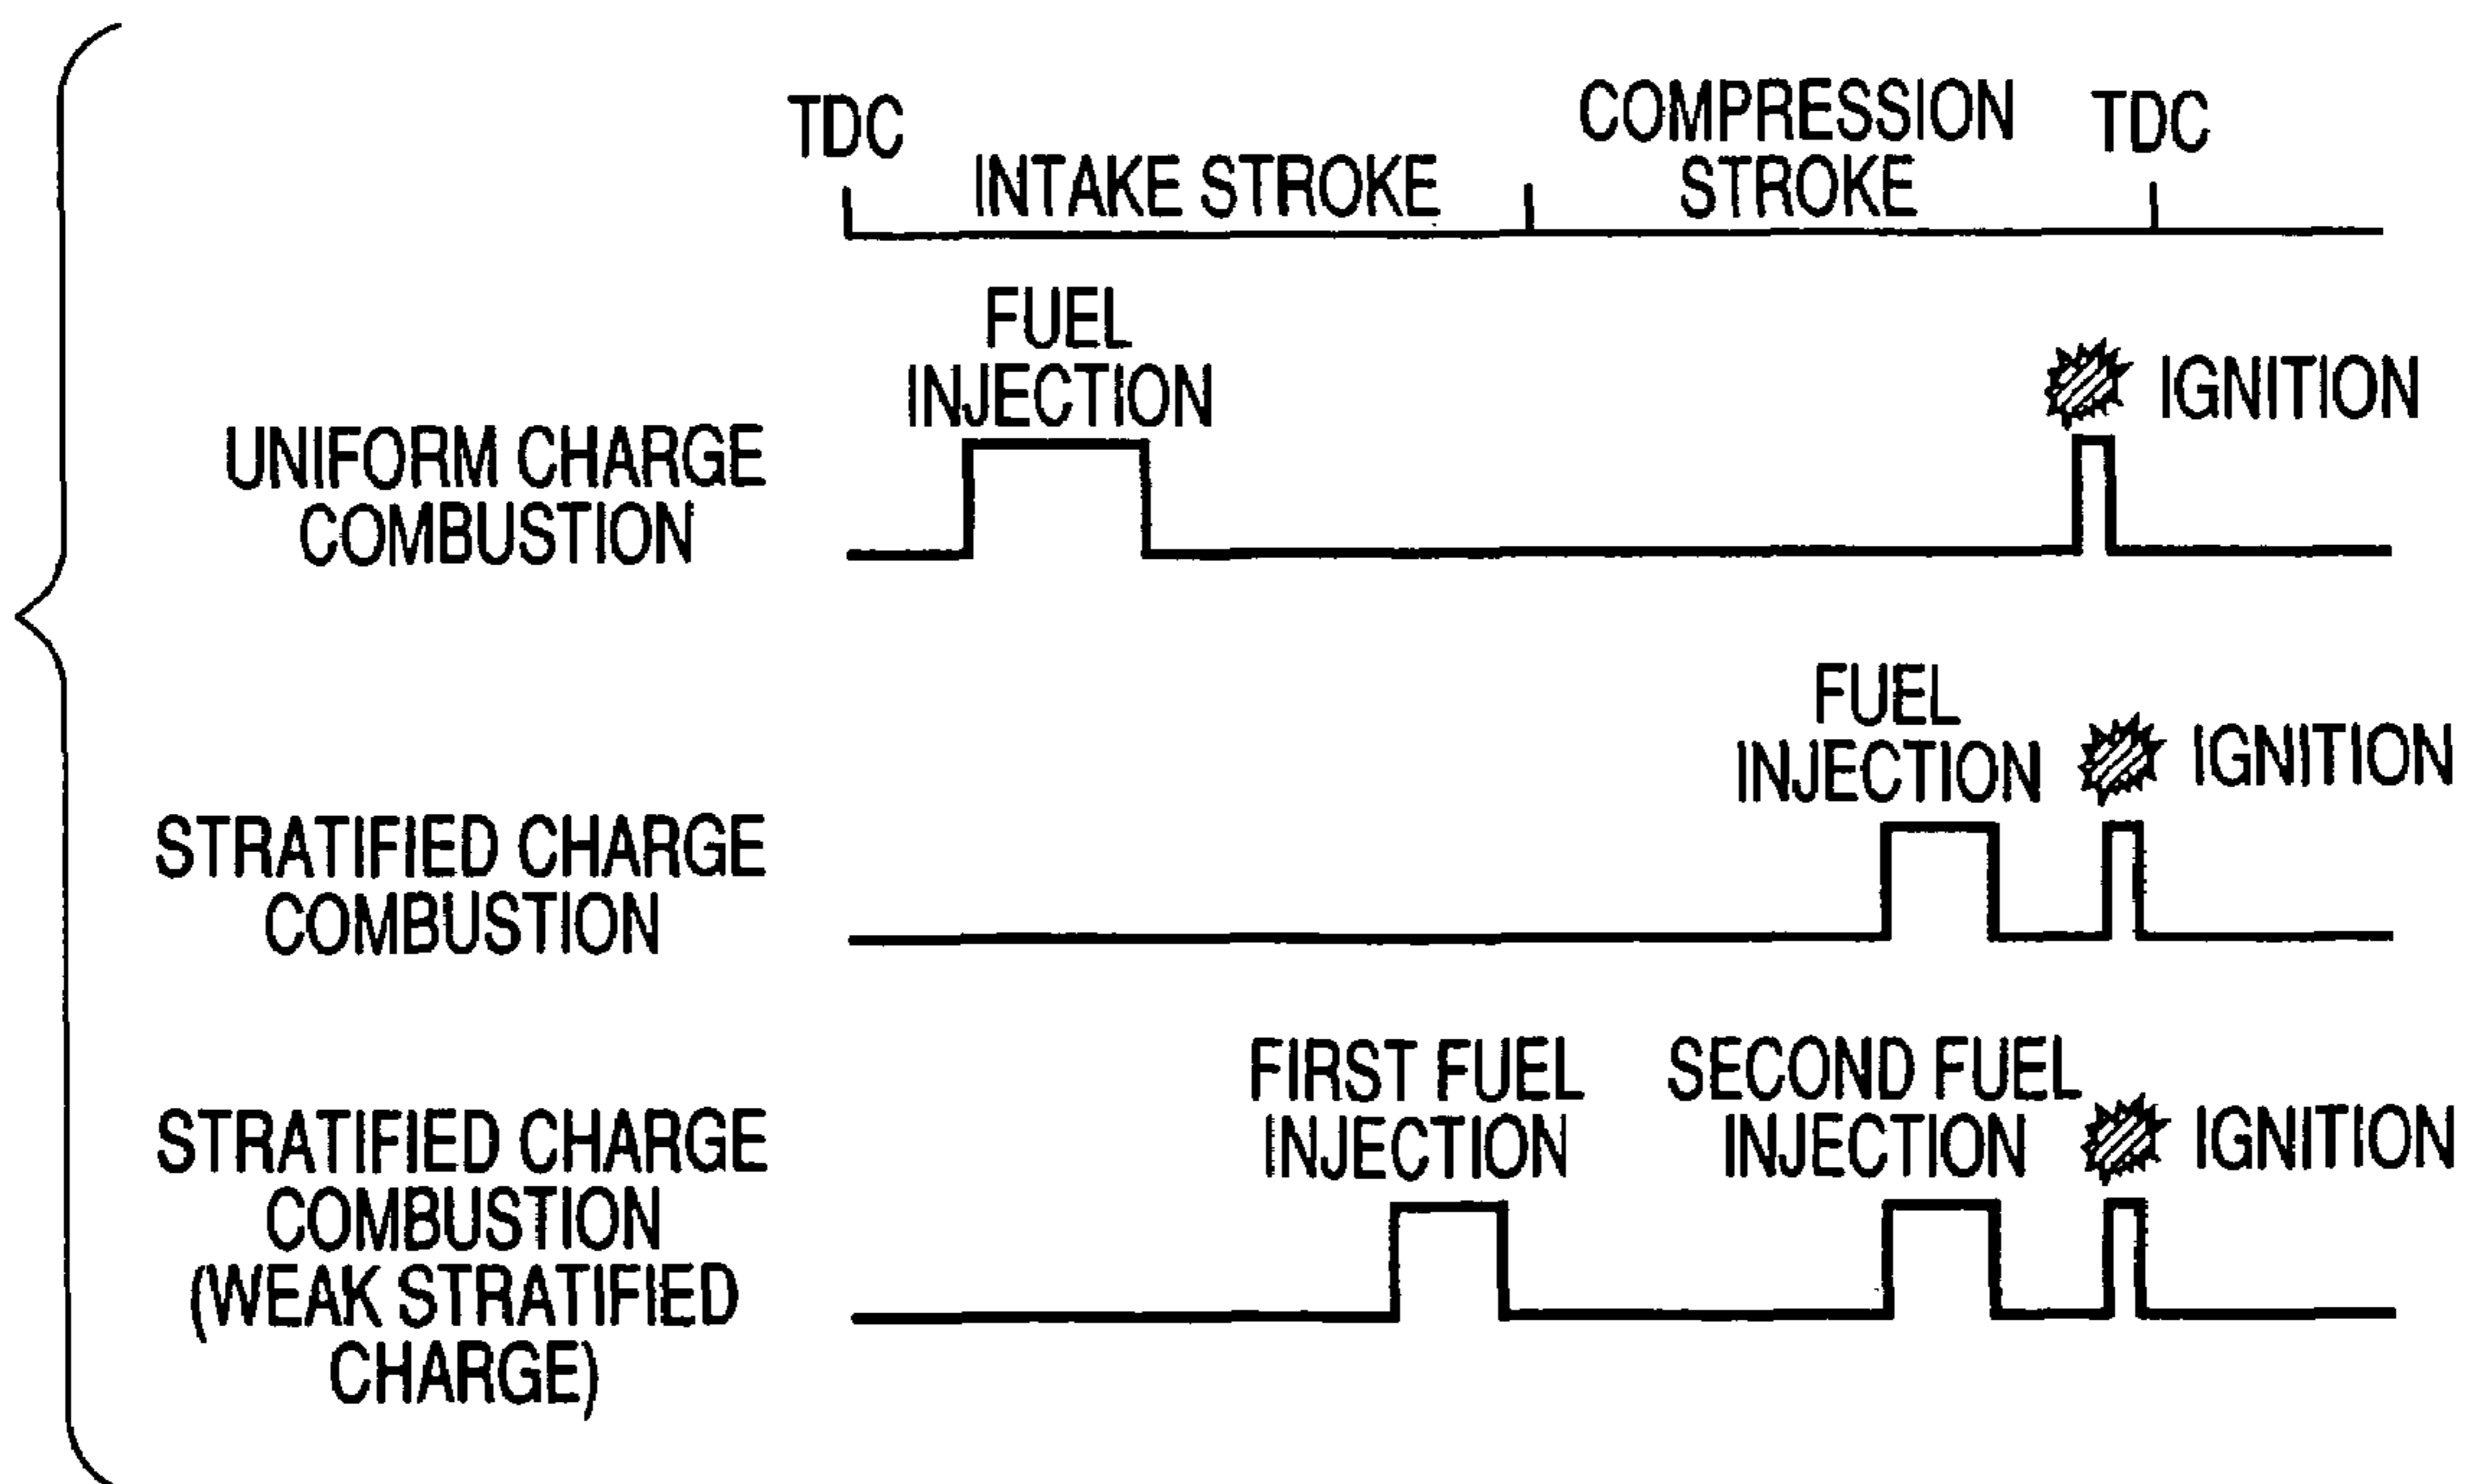 TDC
INTAKE STROKE
COMPRESSION
STROKE
TDC
UNIFORM CHARGE
COMBUSTION
FUEL
INJECTION
IGNITION
STRATIFIED CHARGE
COMBUSTION
FUEL
INJECTION
IGNITION
STRATIFIED CHARGE
COMBUSTION
(WEAK STRATIFIED
CHARGE)
FIRST FUEL
INJECTION
SECOND FUEL
INJECTION
IGNITION